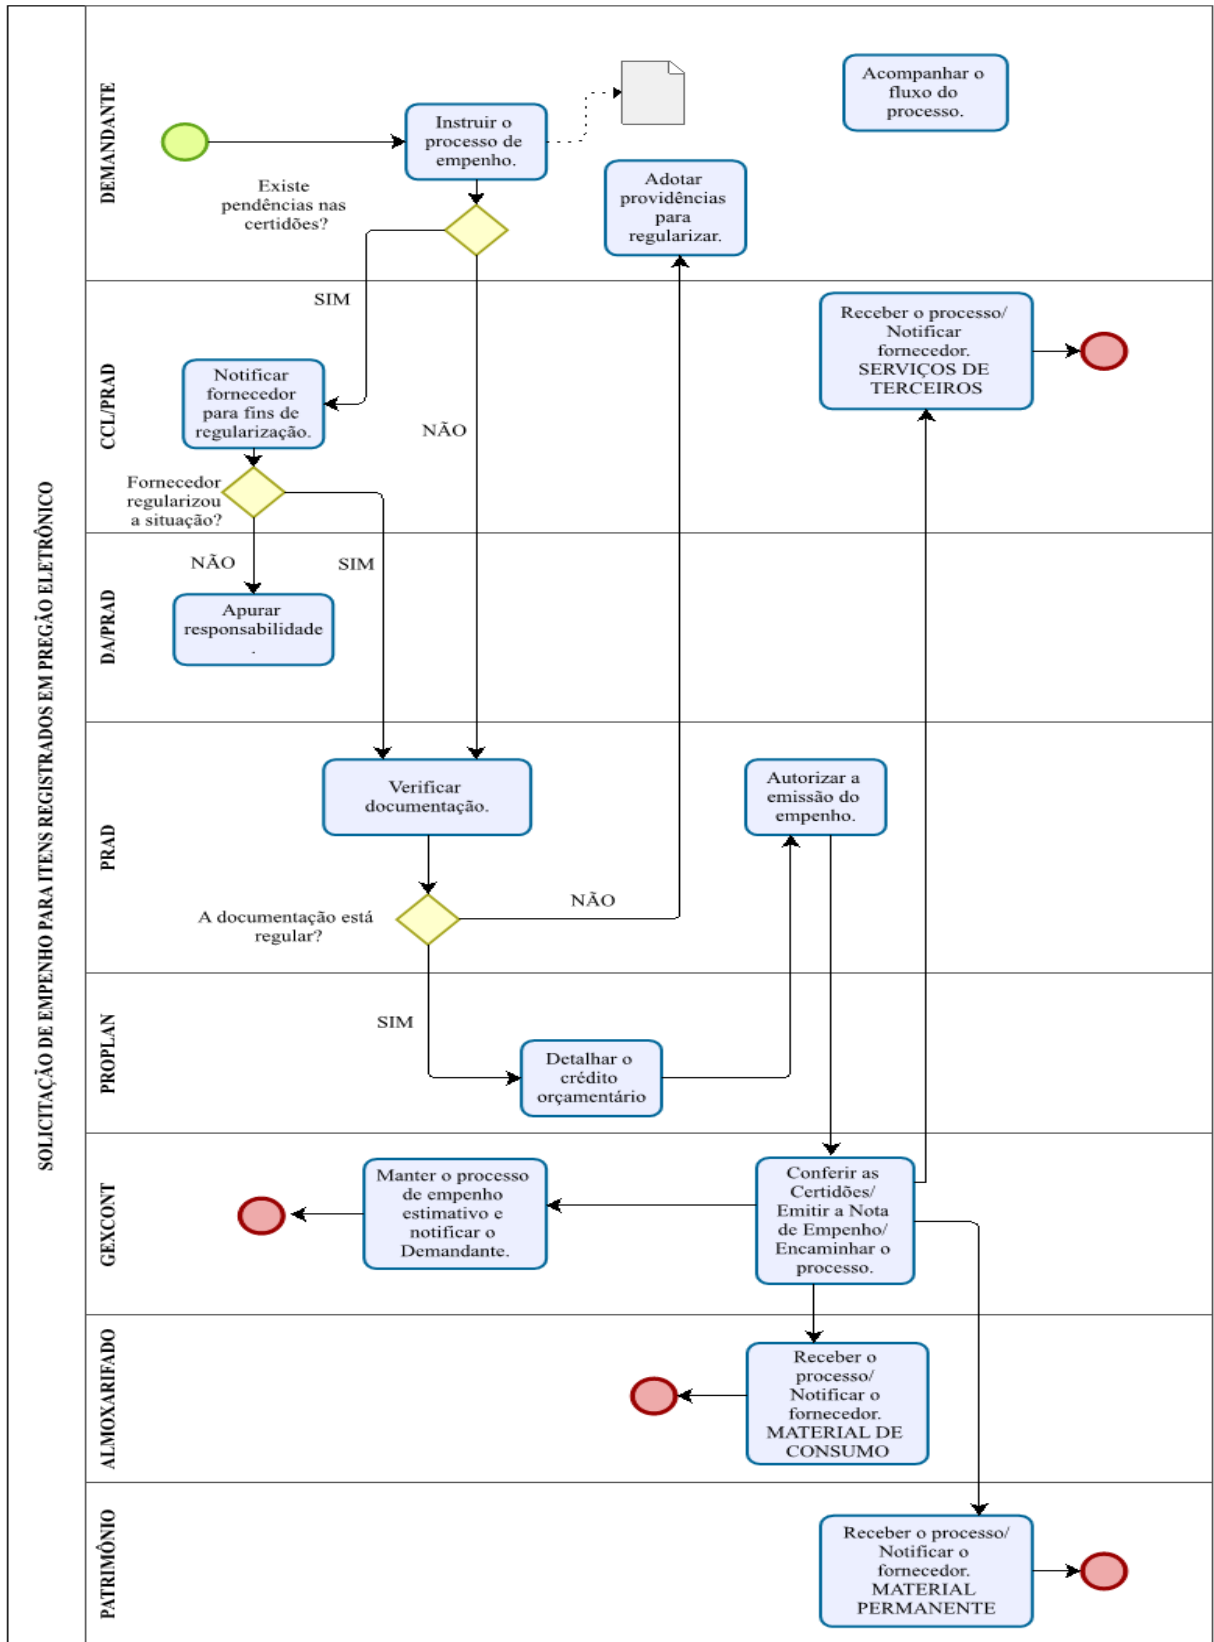 SOLICITAÇÃO DE EMPENHO PARA ITENS REGISTRADOS EM PREGÃO ELETRÔNICO
DEMANDANTE
Instruir o
processo de
empenho.
Acompanhar o
fluxo do
processo.
Existe
pendências nas
certidões?
Adotar
providências
para
regularizar.
CCL/PRAD
SIM
NÃO
Notificar
fornecedor
para fins de
regularização.
Fornecedor
regularizou
a situação?
Receber o processo/
Notificar
fornecedor.
SERVIÇOS DE
TERCEIROS
DA/PRAD
NÃO
SIM
Apurar
responsabilidade
.
PRAD
Verificar
documentação.
Autorizar a
emissão do
empenho.
A documentação está
regular?
NÃO
PROPLAN
SIM
Detalhar o
crédito
orçamentário
GEXCONT
Manter o processo
de empenho
estimativo e
notificar o
Demandante.
Conferir as
Certidões/
Emitir a Nota
de Empenho/
Encaminhar o
processo.
ALMOXARIFADO
Receber o
processo/
Notificar o
fornecedor.
MATERIAL DE
CONSUMO
PATRIMÔNIO
Receber o processo/
Notificar o
fornecedor.
MATERIAL
PERMANENTE